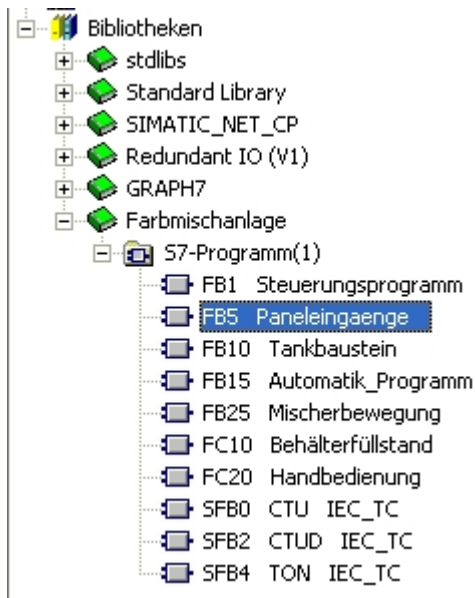 Bibliotheken
stdlibs
Standard Library
SIMATIC_NET_CP
Redundant IO (V1)
GRAPH7
Farbmischanlage
S7-Programm(1)
FB1 Steuerungsprogramm
FB5 Paneleingaenge
FB10 Tankbaustein
FB15 Automatik_Programm
FB25 Mischerbewegung
FC10 Behälterfüllstand
FC20 Handbedienung
SFB0 CTU IEC_TC
SFB2 CTUD IEC_TC
SFB4 TON IEC_TC